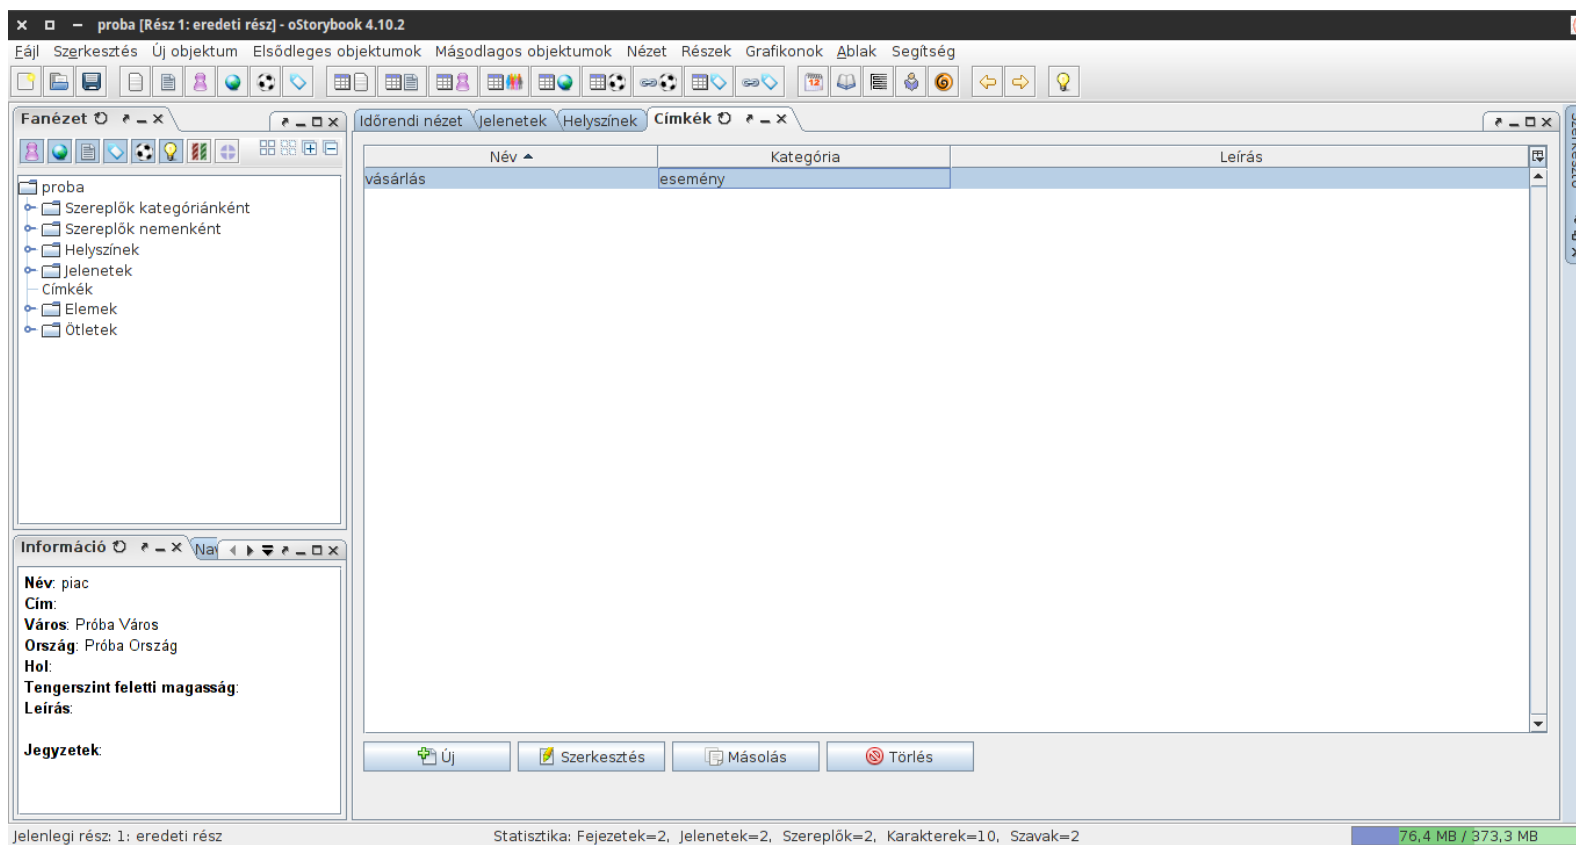 proba [Rész 1: eredeti rész] - oStorybook 4.10.2
Fájl Szerkesztés Új objektum Elsődleges objektumok Másodlagos objektumok Nézet Részek Grafikonok Ablak Segítség
12
6
Fanézet
Időrendi nézet Jelenetek Helyszínek Címkék
Szerkesztő
Név Kategória Leírás
vásárlás esemény
proba
Szereplők kategóriánként
Szereplők nemenként
Helyszínek
Jelenetek
Címkék
Elemek
Ötletek
Információ
Név: piac
Cím:
Város: Próba Város
Ország: Próba Ország
Hol:
Tengerszint feletti magasság:
Leírás:
Jegyzetek:
Új Szerkesztés Másolás Törlés
Jelenlegi rész: 1: eredeti rész
Statisztika: Fejezetek=2, Jelenetek=2, Szereplők=2, Karakterek=10, Szavak=2
76,4 MB / 373,3 MB